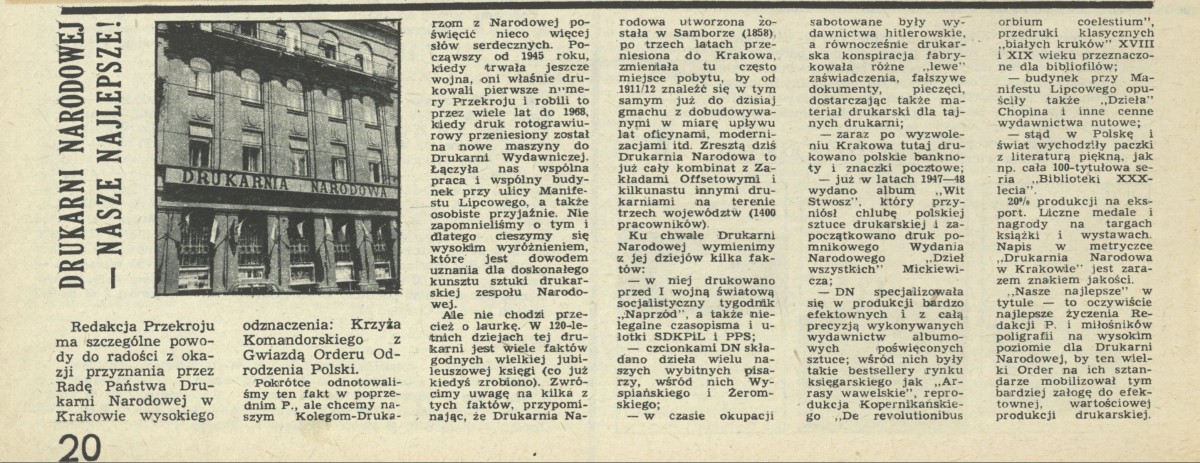 DRUKARNI NARODOWEJ
— NASZE NAJLEPSZE!
DRUKARNIA NARODOWA
Redakcja Przekroju
ma szczególne powo-
dy do radości z oka-
zji przyznania przez
Radę Państwa Dru-
karni Narodowej w
Krakowie wysokiego
odznaczenia: Krzyża
Komandorskiego z
Gwiazdą Orderu Od-
rodzenia Polski.
Pokrótce odnotowali-
śmy ten fakt w poprze-
dnim P., ale chcemy na-
szym Kolegom-Druka-
rzom z Narodowej po-
święcić nieco więcej
słów serdecznych. Po-
cząwszy od 1945 roku,
kiedy trwała jeszcze
wojna, oni właśnie dru-
kowali pierwsze nume-
ry Przekroju i robili to
przez wiele lat do 1968,
kiedy druk rotograwiu-
rowy przeniesiony został
na nowe maszyny do
Drukarni Wydawniczej.
Łączyła nas wspólna
praca i wspólny budy-
nek przy ulicy Manife-
stu Lipcowego, a także
osobiste przyjaźnie. Nie
zapomnieliśmy o tym i
dlatego cieszymy się
wysokim wyróżnieniem,
które jest dowodem
uznania dla doskonałego
kunsztu sztuki drukar-
skiej zespołu Narodo-
wej.
Ale nie chodzi prze-
cież o laurkę. W 120-le-
tnich dziejach tej dru-
karni jest wiele faktów
godnych wielkiej jubi-
leuszowej księgi (co już
kiedyś zrobiono). Zwró-
cimy uwagę na kilka z
tych faktów, przypomi-
nając, że Drukarnia Na-
rodowa utworzona zo-
stała w Samborze (1858),
po trzech latach prze-
niesiona do Krakowa,
zmieniała tu często
miejsce pobytu, by od
1911/12 znaleźć się w tym
samym już do dzisiaj
gmachu z dobudowywa-
nymi w miarę upływu
lat oficynami, moderni-
zacjami itd. Zresztą dziś
Drukarnia Narodowa to
już cały kombinat z Za-
kładami Offsetowymi i
kilkunastu innymi dru-
karniami na terenie
trzech województw (1400
pracowników).
Ku chwale Drukarni
Narodowej wymienimy
z jej dziejów kilka fak-
tów:
— w niej drukowano
przed I wojną światową
socjalistyczny tygodnik
„Naprzód", a także nie-
legalne czasopisma i u-
lotki SDKPiL i PPS;
— czcionkami DN skła-
dano dzieła wielu na-
szych wybitnych pisa-
rzy, wśród nich Wy-
spiańskiego i Żerom-
skiego;
— w czasie okupacji
sabotowane były wy-
dawnictwa hitlerowskie,
a równocześnie drukar-
ska konspiracja fabry-
kowała różne „lewe"
zaświadczenia, fałszywe
dokumenty, pieczęci,
dostarczając także ma-
teriał drukarski dla taj-
nych drukarni;
— zaraz po wyzwole-
niu Krakowa tutaj dru-
kowano polskie bankno-
ty i znaczki pocztowe;
— już w latach 1947—48
wydano album „Wit
Stwosz", który przy-
niósł chlubę polskiej
sztuce drukarskiej i za-
początkowano druk po-
mnikowego Wydania
Narodowego „Dzieł
wszystkich" Mickiewi-
cza;
— DN specjalizowała
się w produkcji bardzo
efektownych i z całą
precyzją wykonywanych
wydawnictw albumo-
wych poświęconych
sztuce; wśród nich były
takie bestsellery rynku
księgarskiego jak „Ar-
rasy wawelskie", repro-
dukcja Kopernikańskie-
go „De revolutionibus
orbium coelestium",
przedruki klasycznych
„białych kruków" XVIII
i XIX wieku przeznaczo-
ne dla bibliofilów;
— budynek przy Ma-
nifestu Lipcowego opu-
ściły także „Dzieła"
Chopina i inne cenne
wydawnictwa nutowe;
— stąd w Polskę i
świat wychodziły paczki
z literaturą piękną, jak
np. cała 100-tytułowa se-
ria „Biblioteki XXX-
lecia".
20% produkcji na eks-
port. Liczne medale i
nagrody na targach
książki i wystawach.
Napis w metryczce
„Drukarnia Narodowa
w Krakowie" jest zara-
zem znakiem jakości.
„Nasze najlepsze" w
tytule — to oczywiście
najlepsze życzenia Re-
dakcji P. i miłośników
poligrafii na wysokim
poziomie dla Drukarni
Narodowej, by ten wiel-
ki Order na ich sztan-
darze mobilizował tym
bardziej załogę do efek-
townej, wartościowej
produkcji drukarskiej.
20